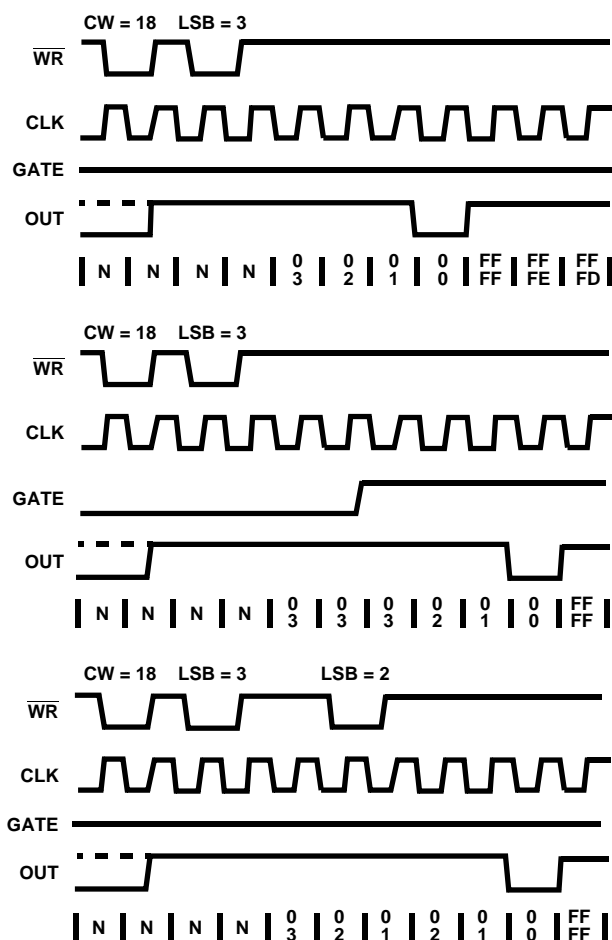 CW = 18 LSB = 3
WR
CLK
GATE
OUT
N N N N 0 0 0 0 FF FF FF
3 2 1 0 FF FE FD
CW = 18 LSB = 3
WR
CLK
GATE
OUT
N N N N 0 0 0 0 0 0 FF
3 3 3 2 1 0 FF
CW = 18 LSB = 3 LSB = 2
WR
CLK
GATE
OUT
N N N N 0 0 0 0 0 0 FF
3 2 1 2 1 0 FF